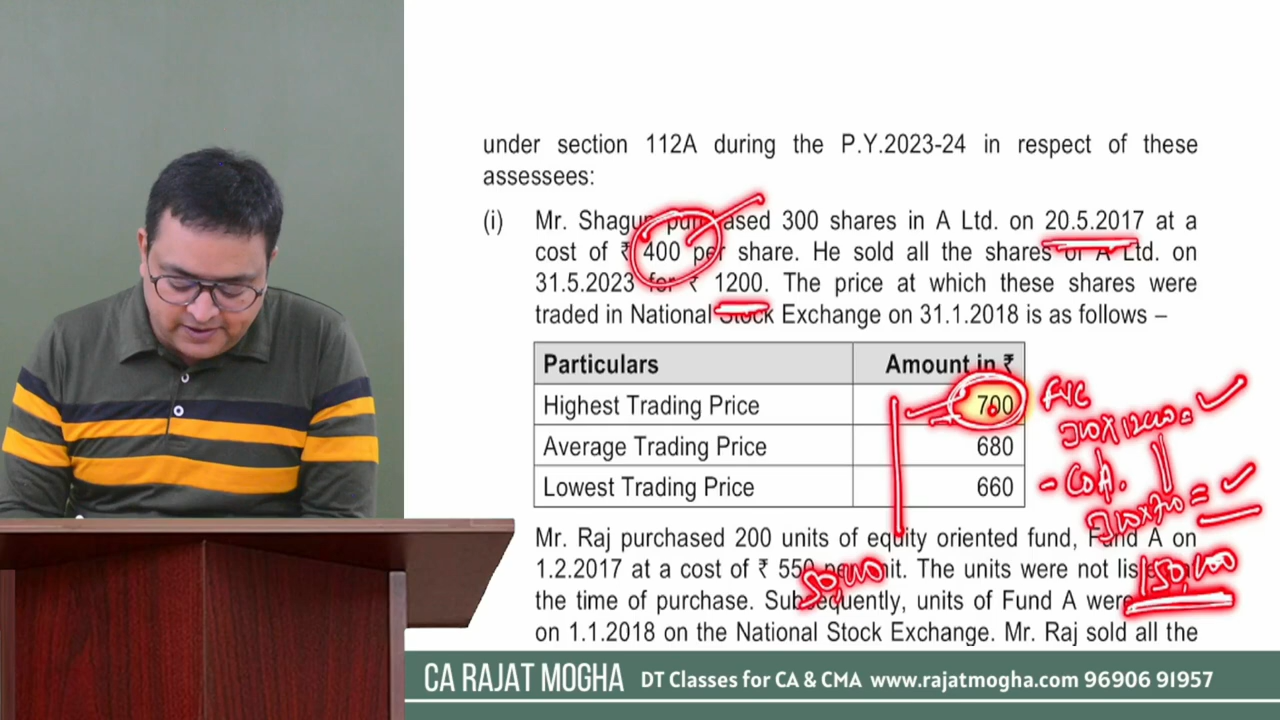 under section 112A during the P.Y.2023-24 in respect of these
assessees:
(i) Mr. Shagun purchased 300 shares in A Ltd. on 20.5.2017 at a
cost of ₹ 400 per share. He sold all the shares of A Ltd. on
31.5.2023 for ₹ 1200. The price at which these shares were
traded in National Stock Exchange on 31.1.2018 is as follows –
Particulars Amount in ₹
Highest Trading Price 700
Average Trading Price 680
Lowest Trading Price 660
FVC
- COA.
Mr. Raj purchased 200 units of equity oriented fund, Fund A on
1.2.2017 at a cost of ₹ 550 per unit. The units were not
50,000
150,000
the time of purchase. Subsequently, units of Fund A were
on 1.1.2018 on the National Stock Exchange. Mr. Raj sold all the
CA RAJAT MOGHA DT Classes for CA & CMA www.rajatmogha.com 96906 91957